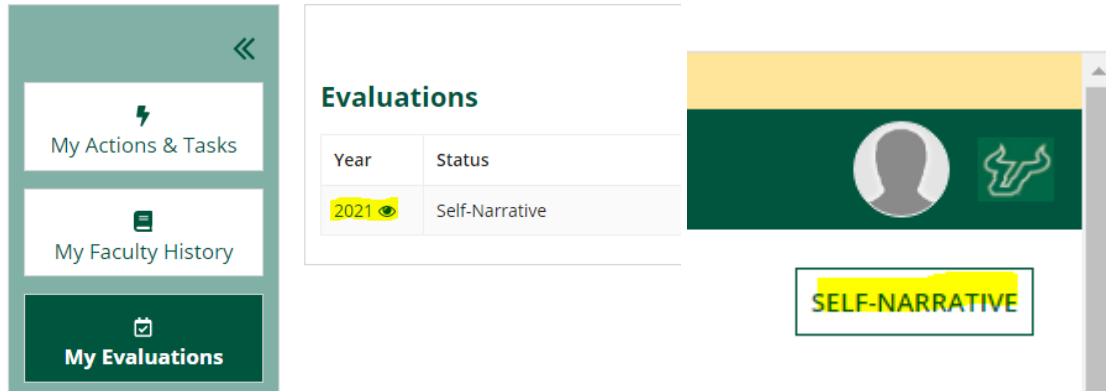 My Actions & Tasks
My Faculty History
My Evaluations
Evaluations
Year Status
2021 Self-Narrative
SELF-NARRATIVE